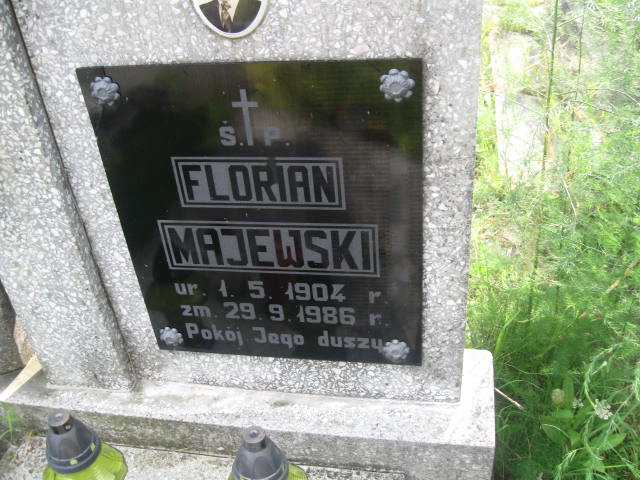 Ś. P.
FLORIAN
MAJEWSKI
ur. 1. 5. 1904 r.
zm. 29. 9. 1986 r.
Pokój Jego duszy